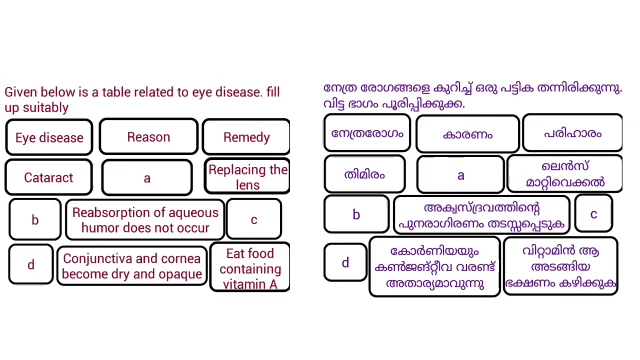 Given below is a table related to eye disease. fill
up suitably
Eye disease
Reason
Remedy
Cataract
a
Replacing the
lens
b
Reabsorption of aqueous
humor does not occur
c
d
Conjunctiva and cornea
become dry and opaque
Eat food
containing
vitamin A
നേത്ര രോഗങ്ങളെ കുറിച്ച് ഒരു പട്ടിക തന്നിരിക്കുന്നു.
വിട്ട ഭാഗം പൂരിപ്പിക്കുക്ക.
നേത്രരോഗം
കാരണം
പരിഹാരം
തിമിരം
a
ലെൻസ്
മാറ്റിവെക്കൽ
b
അക്വസ്ദ്രവത്തിന്റെ
പുനരാഗിരണം തടസ്സപ്പെടുക
c
d
കോർണിയയും
കൺജങ്റ്റീവ വരണ്ട്
അതാര്യമാവുന്നു
വിറ്റാമിൻ ആ
അടങ്ങിയ
ഭക്ഷണം കഴിക്കുക